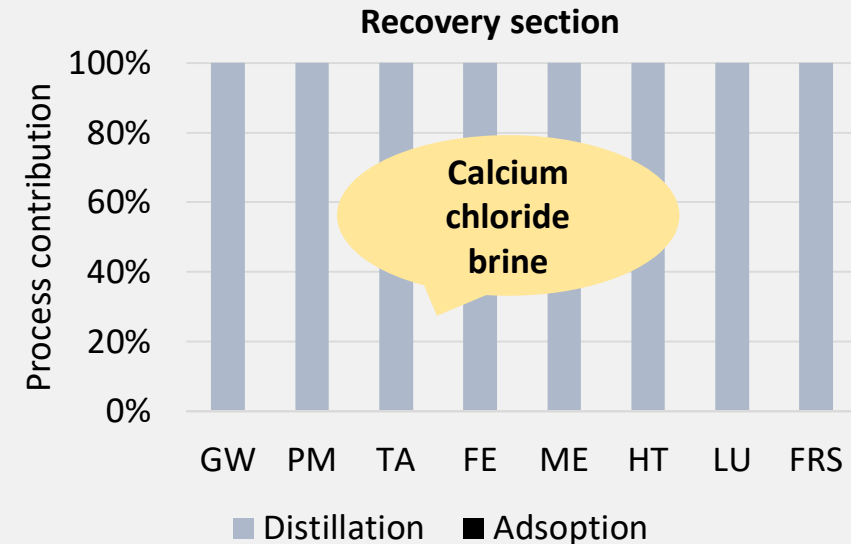 Recovery section
Process contribution
100%
80%
60%
40%
20%
0%
Calcium
chloride
brine
GW PM TA FE ME HT LU FRS
Distillation Adsoption